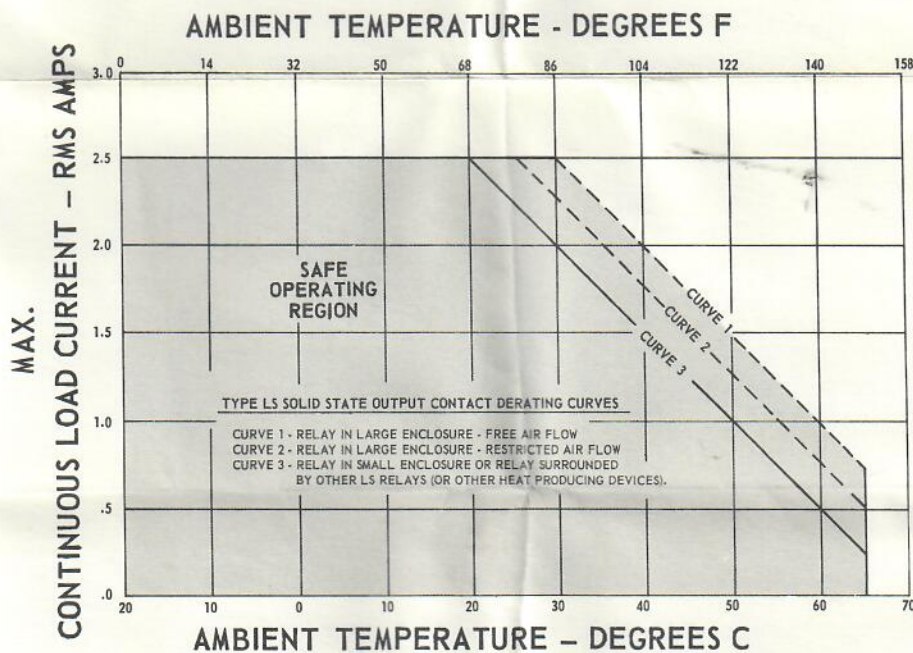 AMBIENT TEMPERATURE - DEGREES F
0 14 32 50 68 86 104 122 140 158
MAX.
CONTINUOUS LOAD CURRENT – RMS AMPS
3.0
2.5
2.0
1.5
1.0
.5
.0
SAFE
OPERATING
REGION
CURVE 1
CURVE 2
CURVE 3
TYPE LS SOLID STATE OUTPUT CONTACT DERATING CURVES
CURVE 1 - RELAY IN LARGE ENCLOSURE - FREE AIR FLOW
CURVE 2 - RELAY IN LARGE ENCLOSURE - RESTRICTED AIR FLOW
CURVE 3 - RELAY IN SMALL ENCLOSURE OR RELAY SURROUNDED
BY OTHER LS RELAYS (OR OTHER HEAT PRODUCING DEVICES).
20 10 0 10 20 30 40 50 60 70
AMBIENT TEMPERATURE – DEGREES C